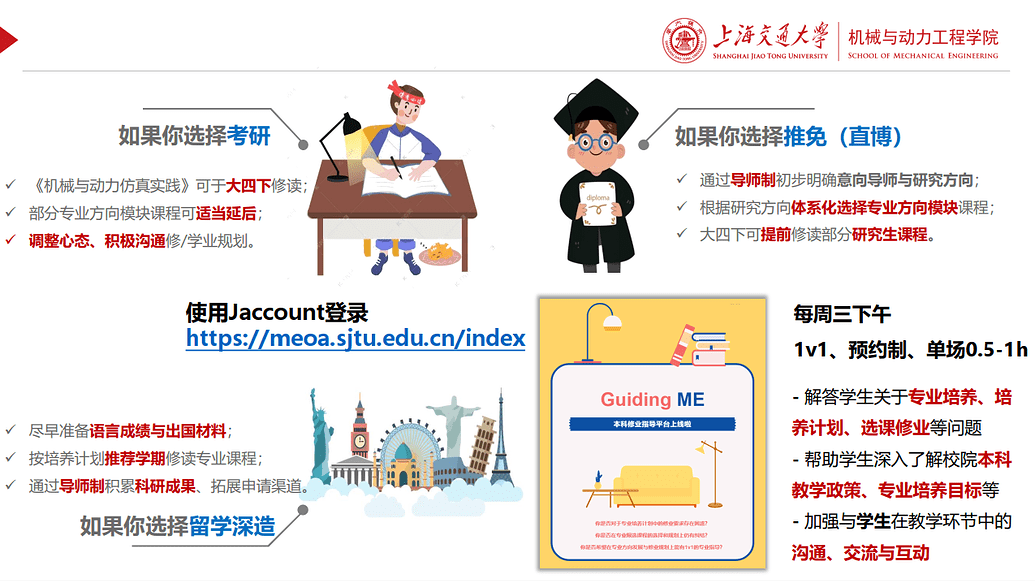 上海交通大学
SHANGHAI JIAO TONG UNIVERSITY
机械与动力工程学院
SCHOOL OF MECHANICAL ENGINEERING
如果你选择考研
《机械与动力仿真实践》可于大四下修读；
部分专业方向模块课程可适当延后；
调整心态、积极沟通修/学业规划。
如果你选择推免（直博）
通过导师制初步明确意向导师与研究方向；
根据研究方向体系化选择专业方向模块课程；
大四下可提前修读部分研究生课程。
diploma
使用Jaccount登录
https://meoa.sjtu.edu.cn/index
尽早准备语言成绩与出国材料；
按培养计划推荐学期修读专业课程；
通过导师制积累科研成果、拓展申请渠道。
如果你选择留学深造
Guiding ME
本科修业指导平台上线啦
每周三下午
1v1、预约制、单场0.5-1h
- 解答学生关于专业培养、培
养计划、选课修业等问题
- 帮助学生深入了解校院本科
教学政策、专业培养目标等
- 加强与学生在教学环节中的
沟通、交流与互动